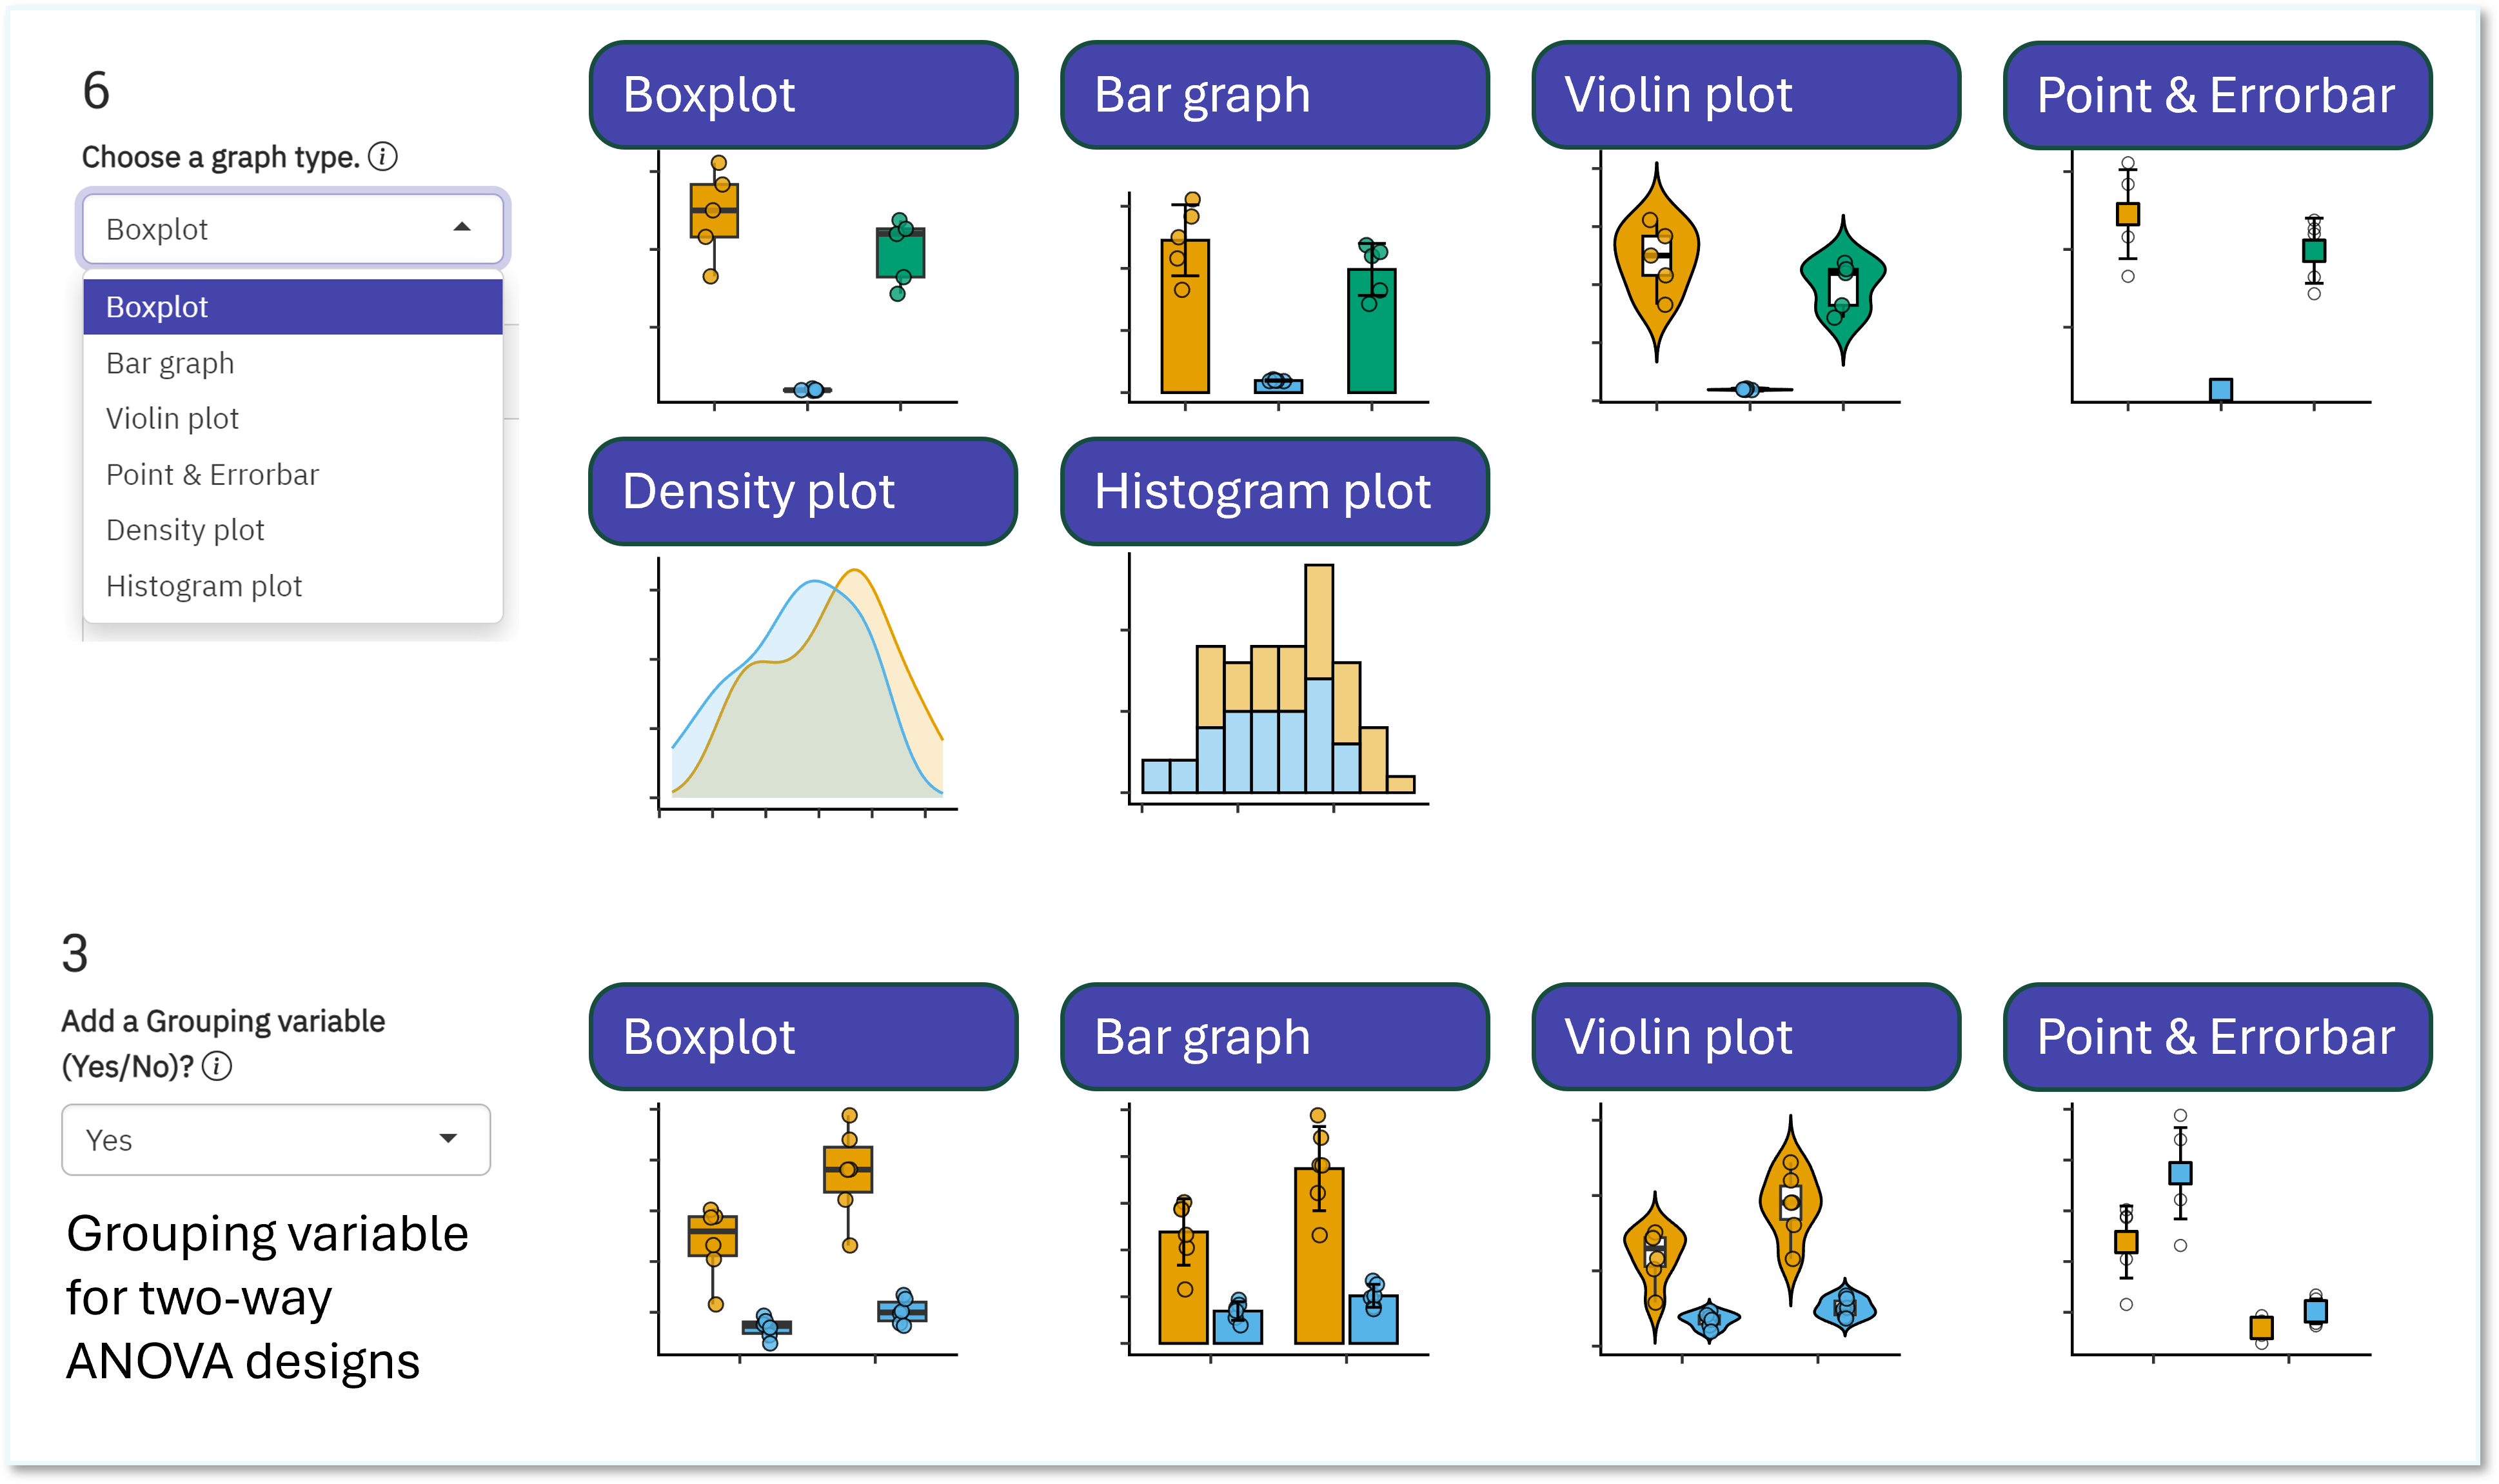 6
Choose a graph type. i
Boxplot
Boxplot
Bar graph
Violin plot
Point & Errorbar
Density plot
Histogram plot
Boxplot
Bar graph
Violin plot
Point & Errorbar
Density plot
Histogram plot
3
Add a Grouping variable
(Yes/No)? i
Yes
Grouping variable
for two-way
ANOVA designs
Boxplot
Bar graph
Violin plot
Point & Errorbar